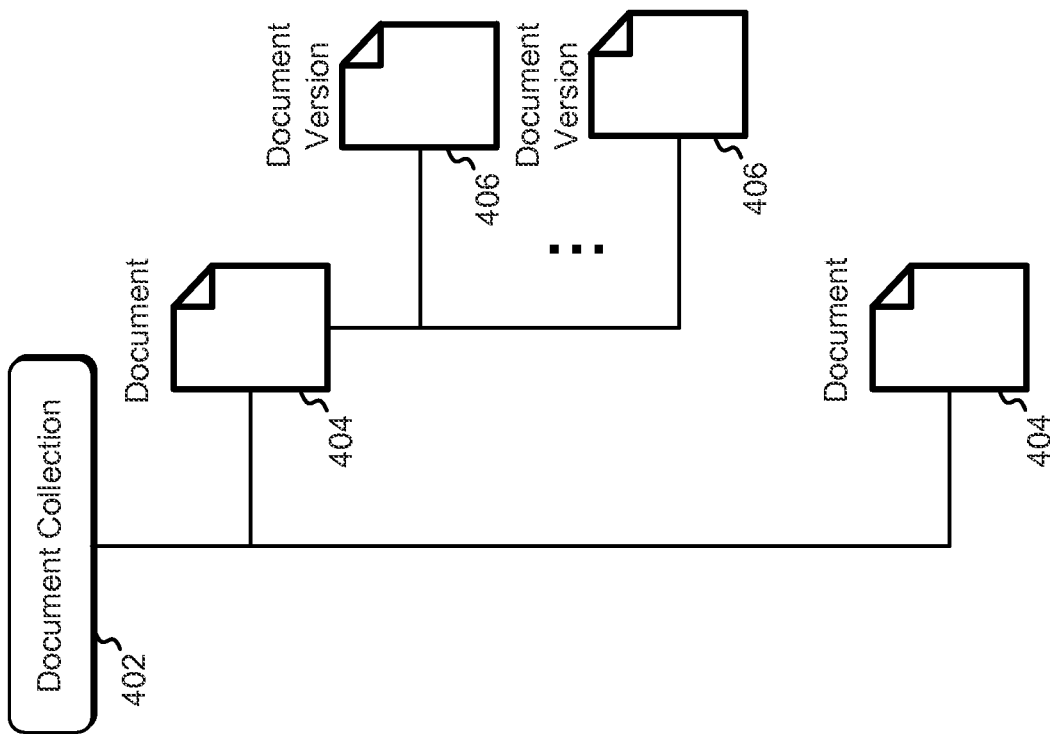 Document Collection
402
Document
404
Document
Version
406
...
Document
Version
406
Document
404